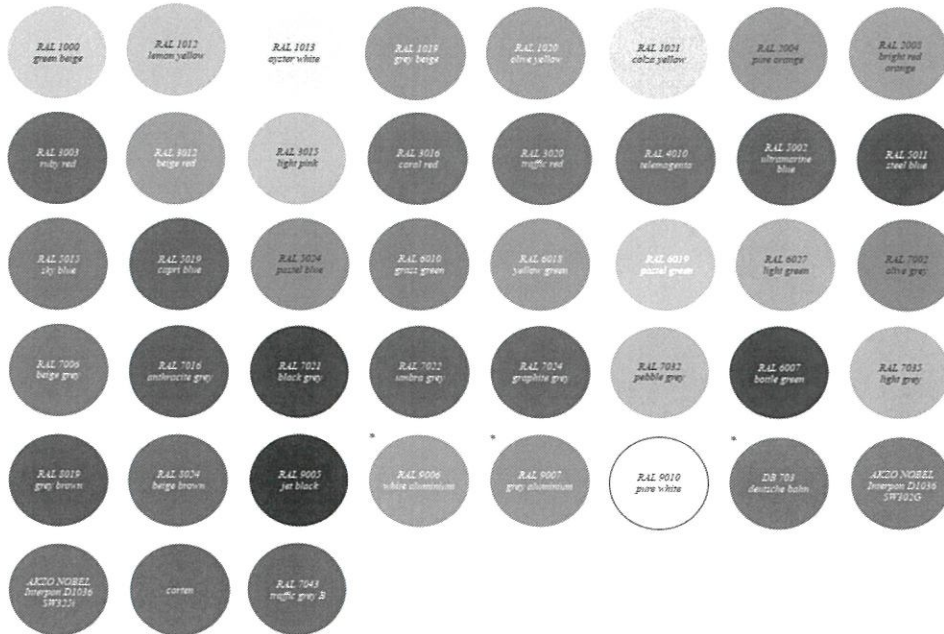 RAL 1000
green beige
RAL 1012
lemon yellow
RAL 1013
oyster white
RAL 1019
grey beige
RAL 1020
olive yellow
RAL 1021
colza yellow
RAL 2004
pure orange
RAL 2008
bright red
orange
RAL 3003
ruby red
RAL 3012
beige red
RAL 3015
light pink
RAL 3016
coral red
RAL 3020
traffic red
RAL 4010
telemagenta
RAL 5002
ultramarine
blue
RAL 5011
steel blue
RAL 5015
sky blue
RAL 5019
capri blue
RAL 5024
pastel blue
RAL 6010
grass green
RAL 6018
yellow green
RAL 6019
pastel green
RAL 6027
light green
RAL 7002
olive grey
RAL 7006
beige grey
RAL 7016
anthracite grey
RAL 7021
black grey
RAL 7022
umbra grey
RAL 7024
graphite grey
RAL 7032
pebble grey
RAL 6007
bottle green
RAL 7035
light grey
RAL 8019
grey brown
RAL 8024
beige brown
RAL 9005
jet black
*
RAL 9006
white aluminium
*
RAL 9007
grey aluminium
RAL 9010
pure white
*
DB 703
deutsche bahn
AKZO NOBEL
Interpon D1036
SW302G
AKZO NOBEL
Interpon D1036
corten
RAL 7043
traffic grey B